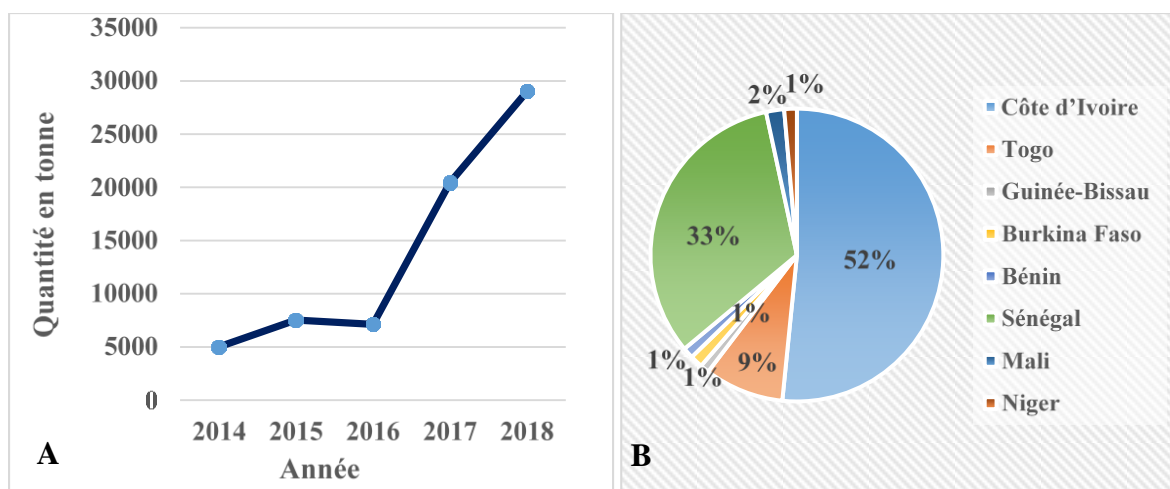 35000
30000
25000
20000
15000
10000
5000
0
Quantité en tonne
2014 2015 2016 2017 2018
Année
A
2% 1%
33%
52%
1%
1%
1%
9%
Côte d'Ivoire
Togo
Guinée-Bissau
Burkina Faso
Bénin
Sénégal
Mali
Niger
B